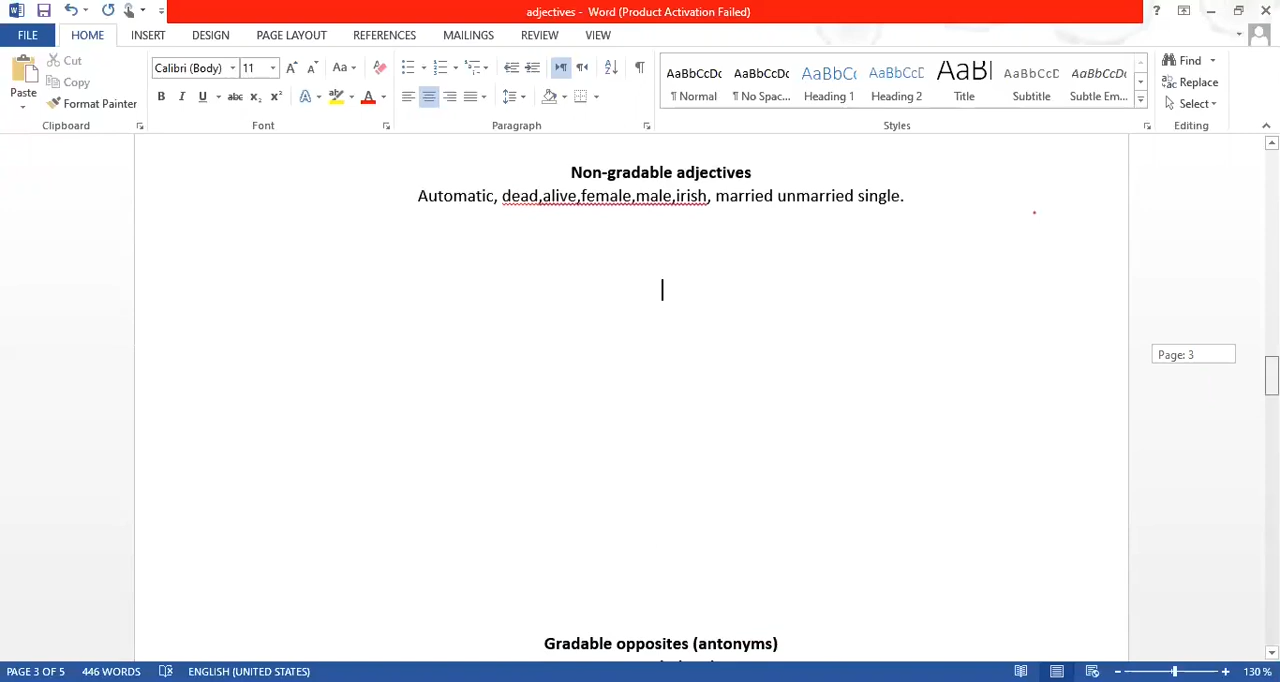 adjectives - Word (Product Activation Failed)
FILE HOME INSERT DESIGN PAGE LAYOUT REFERENCES MAILINGS REVIEW VIEW
Cut
Copy
Format Painter
Paste
Clipboard
Calibri (Body) 11
Font
Paragraph
AaBbCcDc AaBbCcDc AaBbCc AaBbCcD AaBl AaBbCcD AaBbCcDc
¶ Normal ¶ No Spac... Heading 1 Heading 2 Title Subtitle Subtle Em...
Styles
Find
Replace
Select
Editing
Non-gradable adjectives
Automatic, dead,alive,female,male,irish, married unmarried single.
Page: 3
Gradable opposites (antonyms)
PAGE 3 OF 5 446 WORDS ENGLISH (UNITED STATES) 130 %